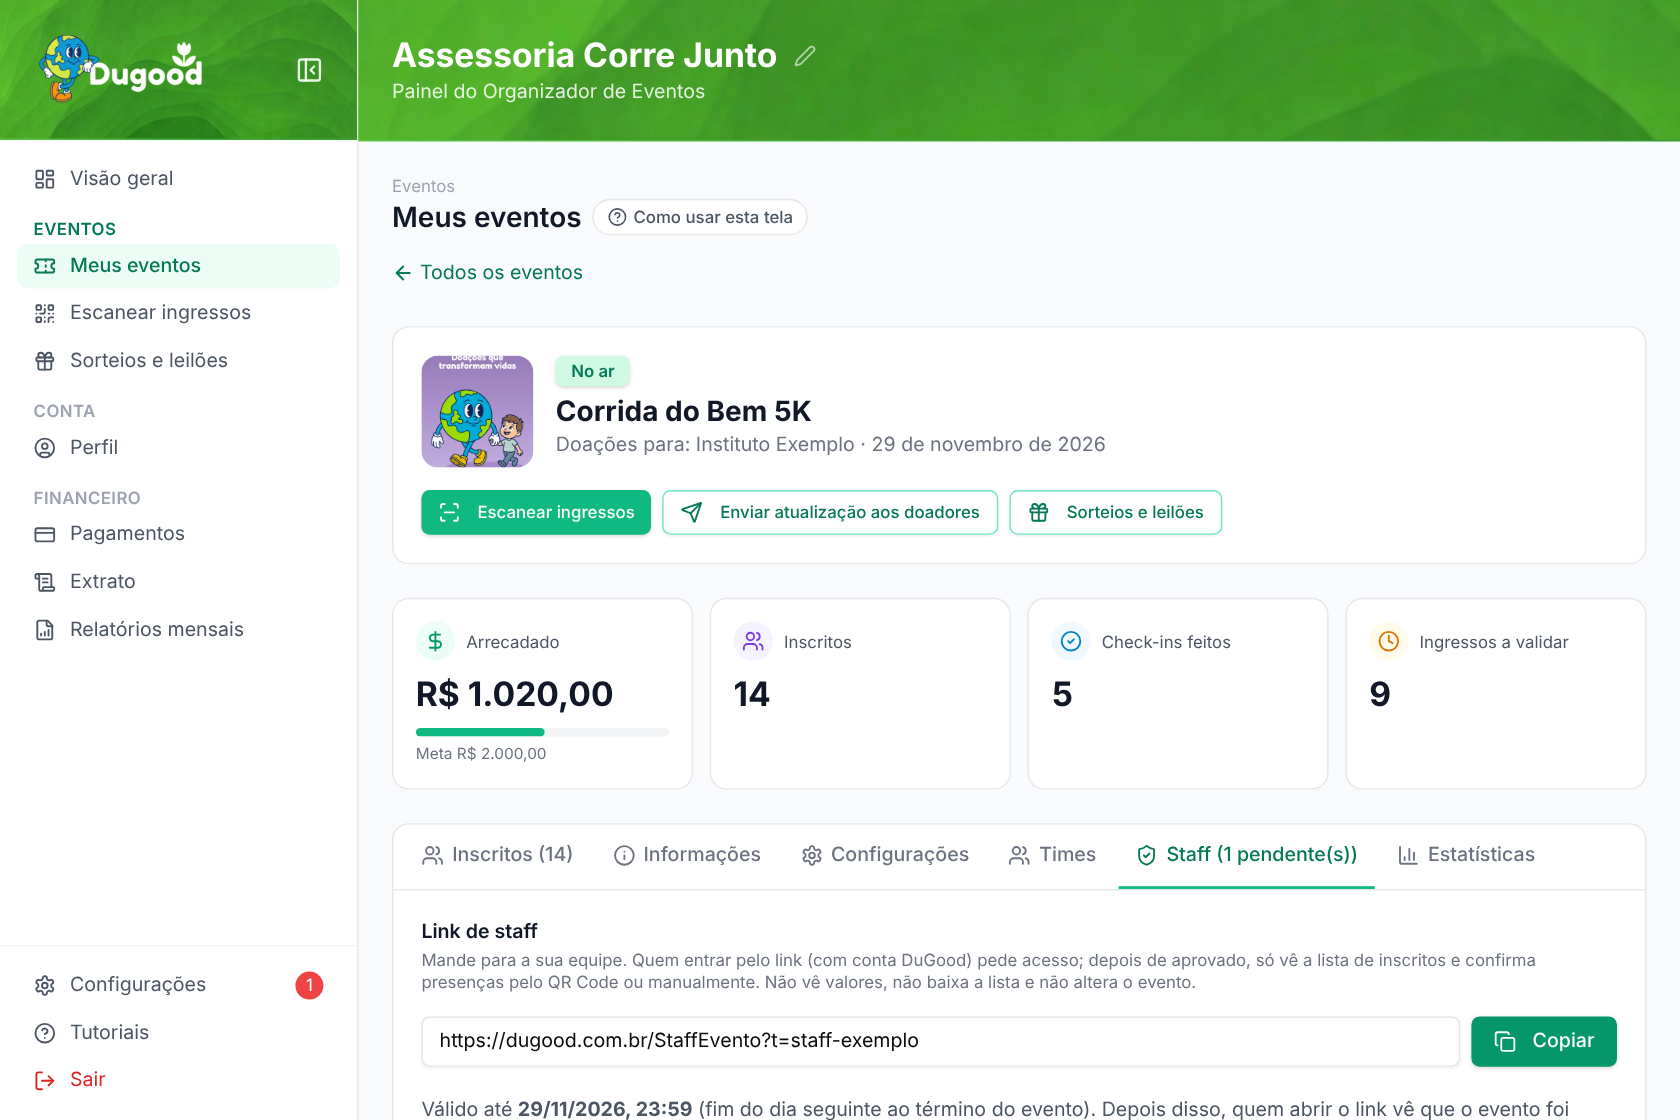 Dugood
Assessoria Corre Junto
Painel do Organizador de Eventos
Visão geral
EVENTOS
Meus eventos
Escanear ingressos
Sorteios e leilões
CONTA
Perfil
FINANCEIRO
Pagamentos
Extrato
Relatórios mensais
Configurações
1
Tutoriais
Sair
Eventos
Meus eventos
Como usar esta tela
Todos os eventos
Doações que
transformam vidas
No ar
Corrida do Bem 5K
Doações para: Instituto Exemplo · 29 de novembro de 2026
Escanear ingressos
Enviar atualização aos doadores
Sorteios e leilões
Arrecadado
R$ 1.020,00
Meta R$ 2.000,00
Inscritos
14
Check-ins feitos
5
Ingressos a validar
9
Inscritos (14)
Informações
Configurações
Times
Staff (1 pendente(s))
Estatísticas
Link de staff
Mande para a sua equipe. Quem entrar pelo link (com conta DuGood) pede acesso; depois de aprovado, só vê a lista de inscritos e confirma
presenças pelo QR Code ou manualmente. Não vê valores, não baixa a lista e não altera o evento.
https://dugood.com.br/StaffEvento?t=staff-exemplo
Copiar
Válido até 29/11/2026, 23:59 (fim do dia seguinte ao término do evento). Depois disso, quem abrir o link vê que o evento foi